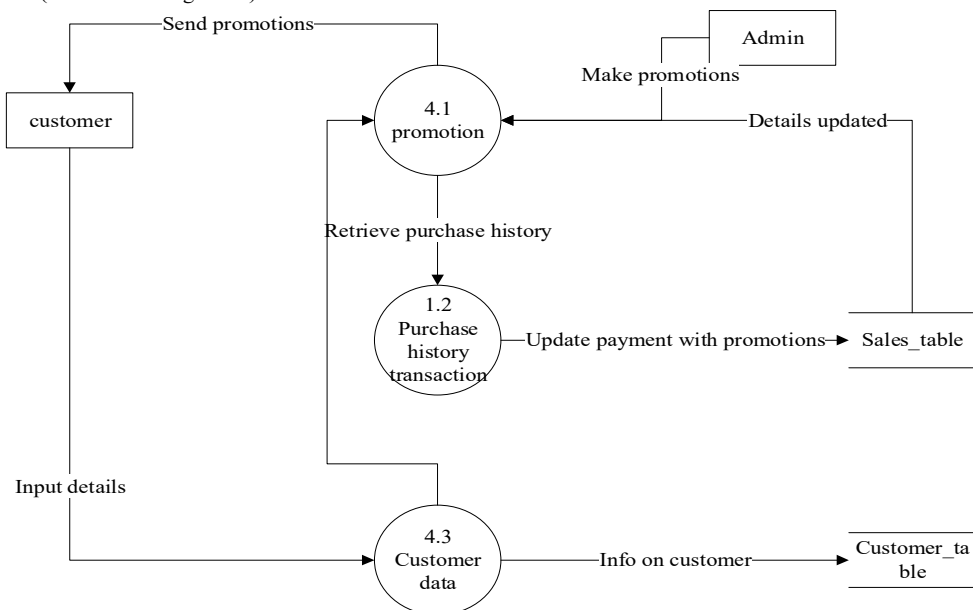 Send promotions
Admin
Make promotions
4.1
promotion
customer
Details updated
Retrieve purchase history
1.2
Purchase
history
transaction
Update payment with promotions
Sales_table
Input details
4.3
Customer
data
Info on customer
Customer_ta
ble